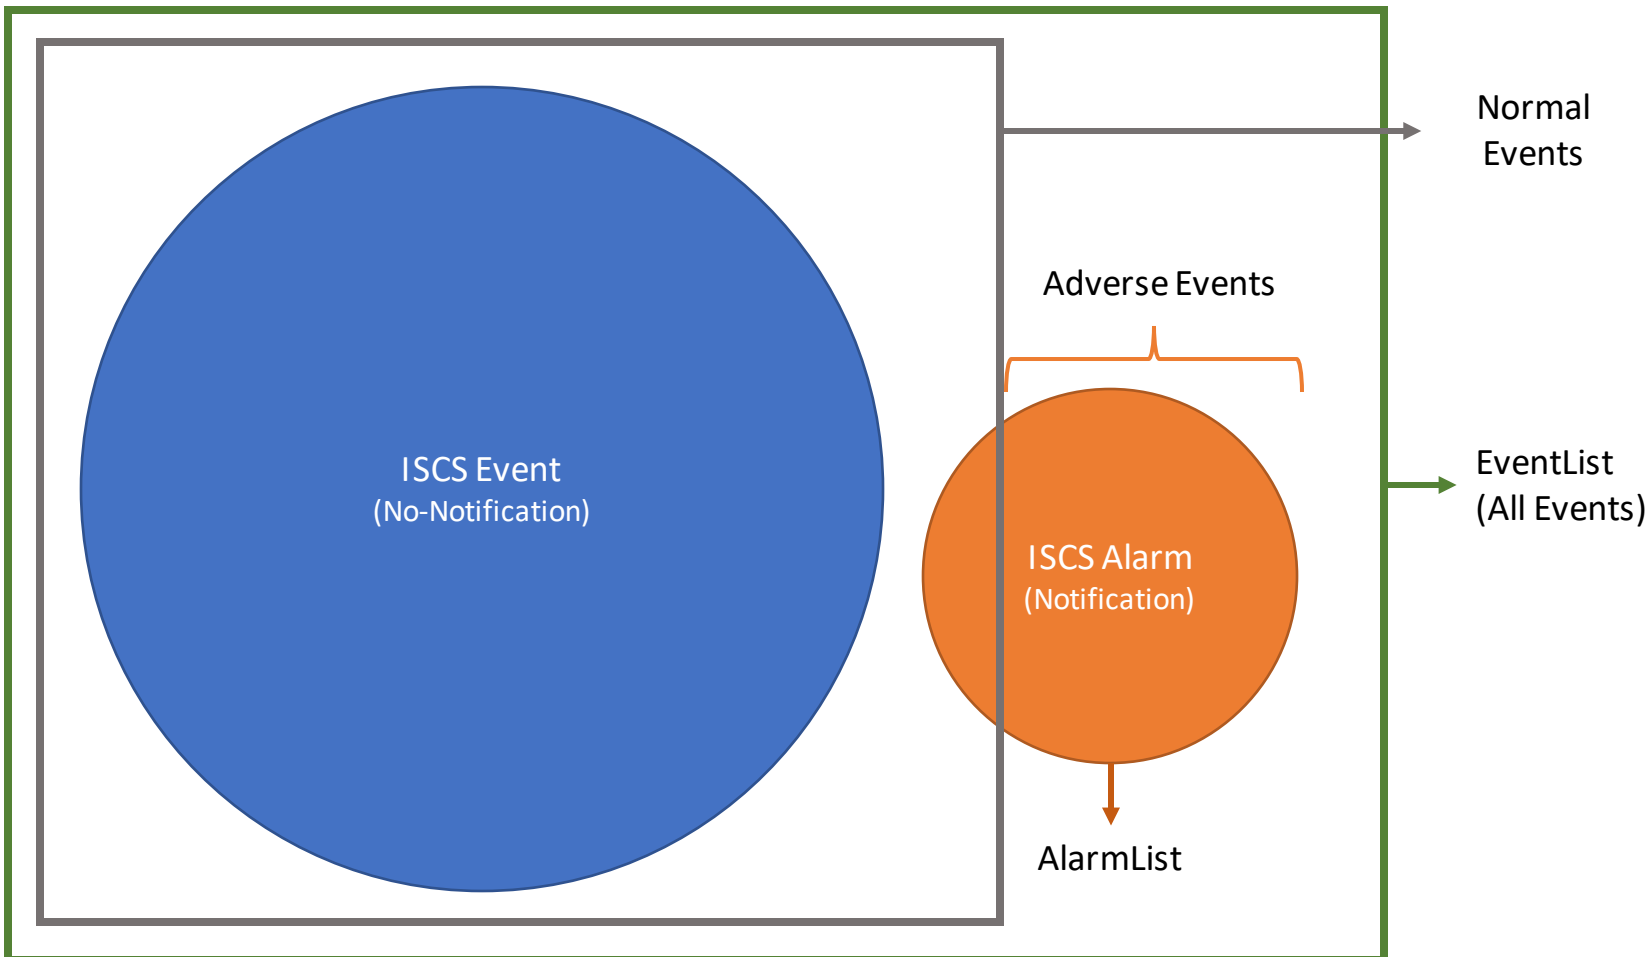 Normal
Events
Adverse Events
ISCS Event
(No-Notification)
EventList
(All Events)
ISCS Alarm
(Notification)
AlarmList